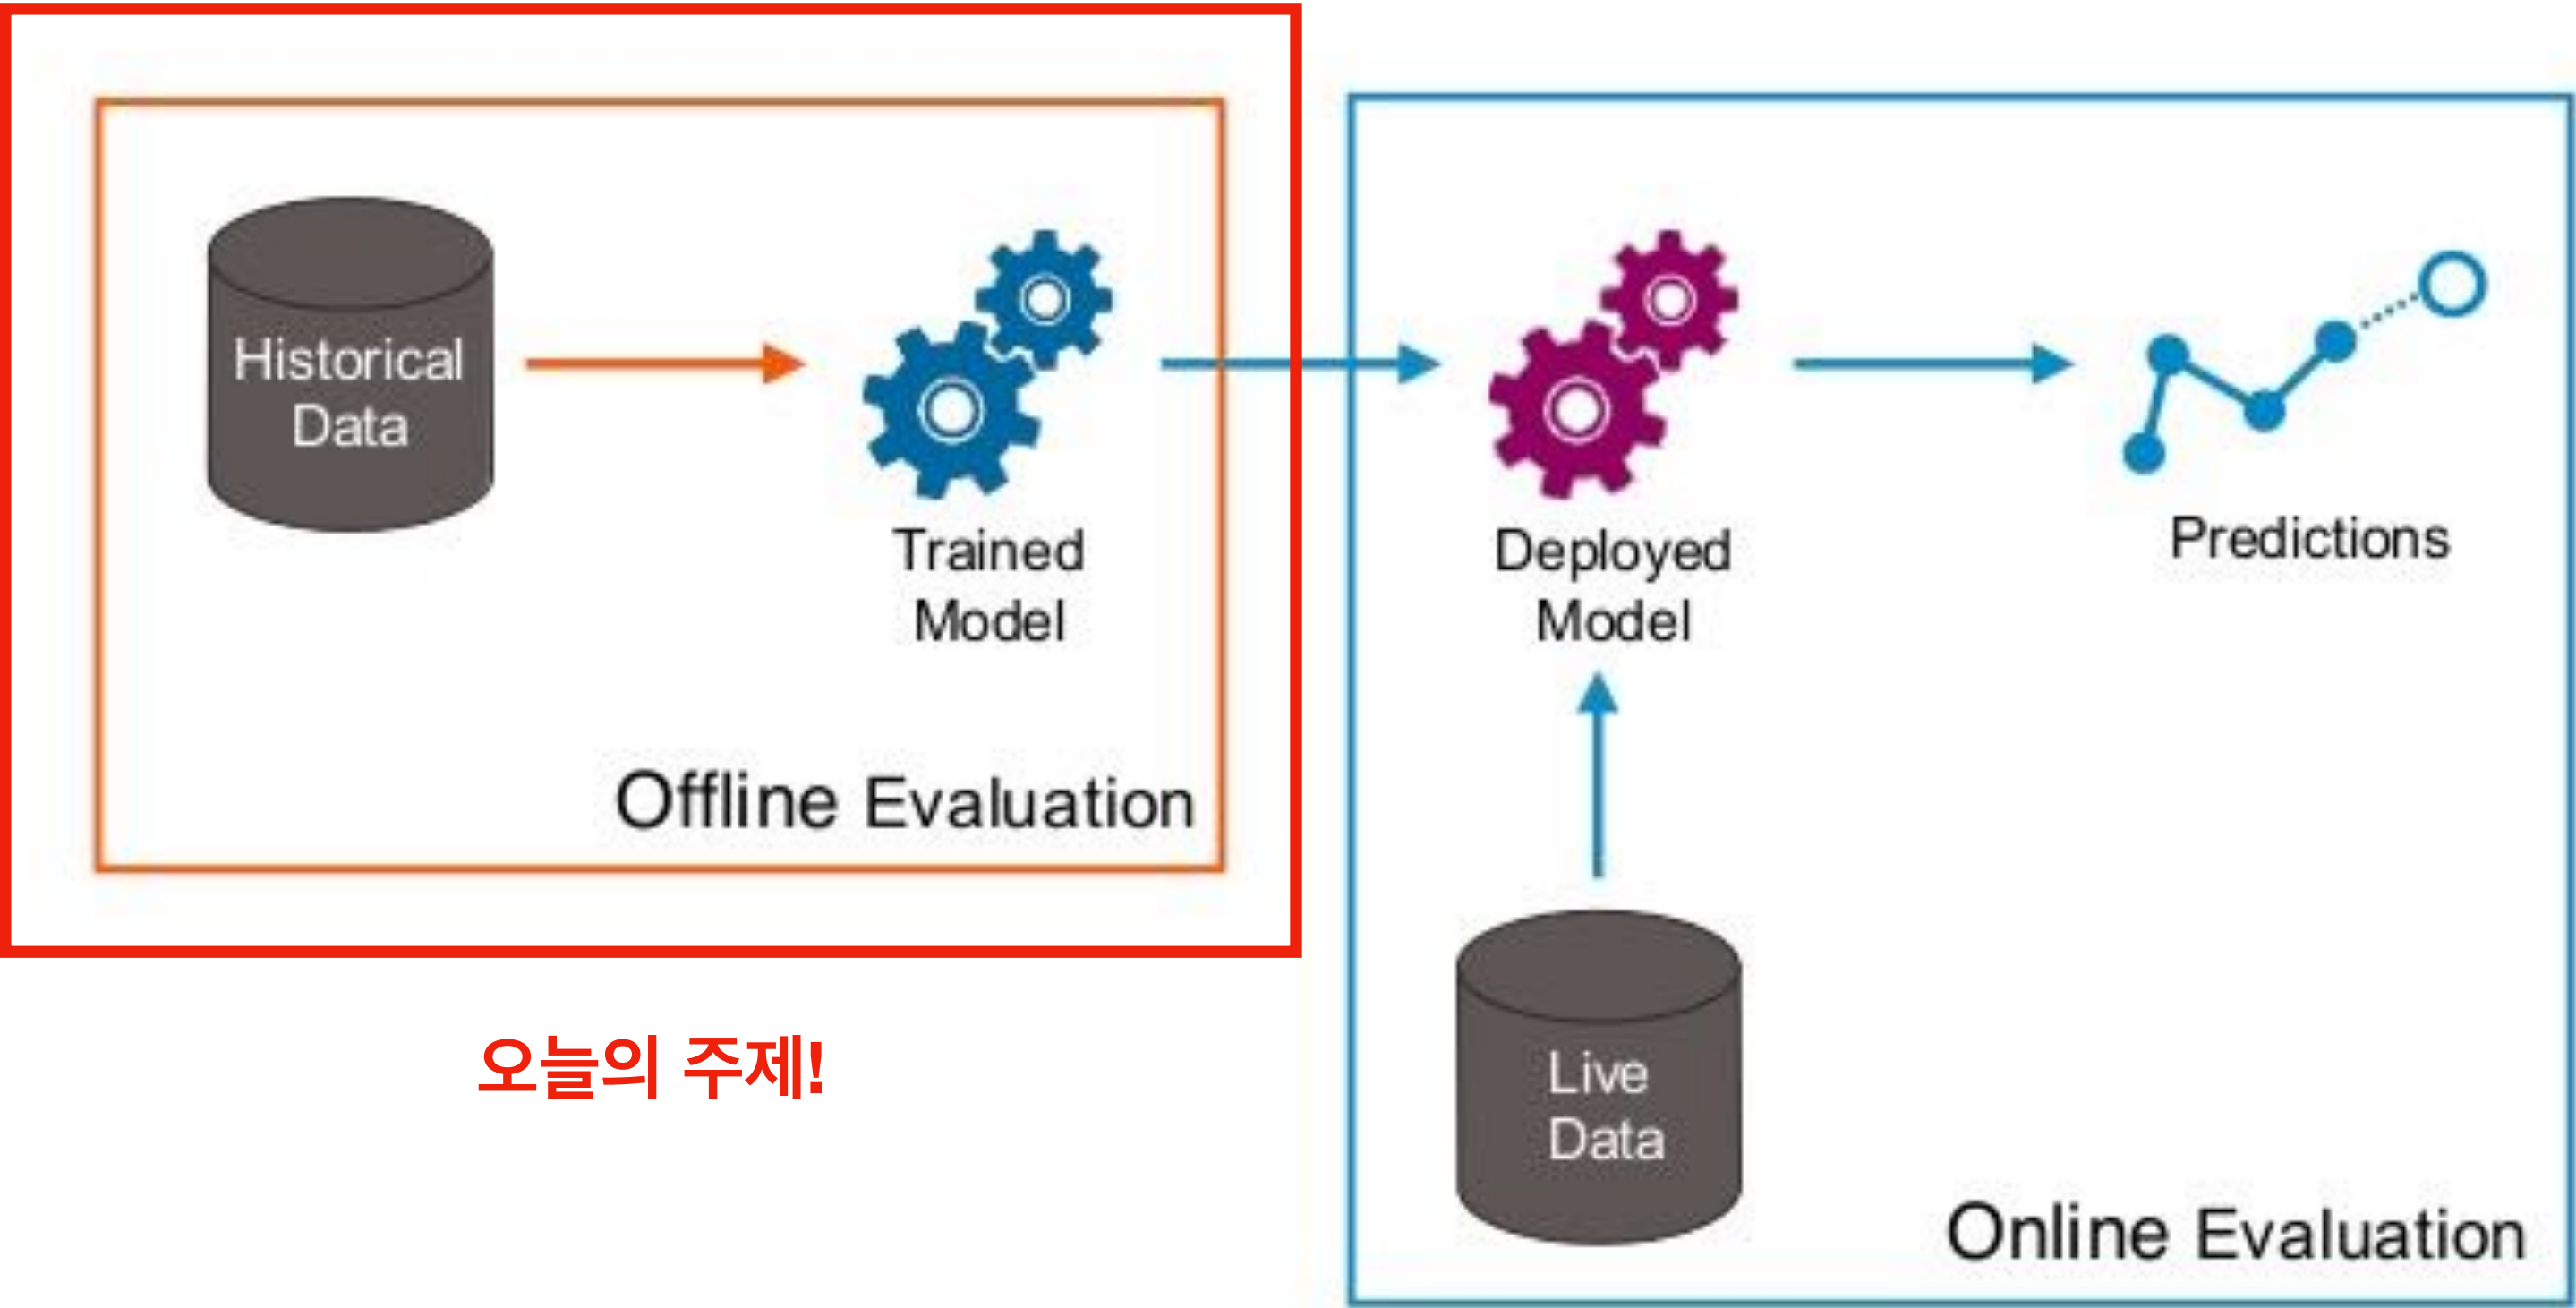 Historical
Data
Trained
Model
Offline Evaluation
오늘의 주제!
Deployed
Model
Predictions
Live
Data
Online Evaluation